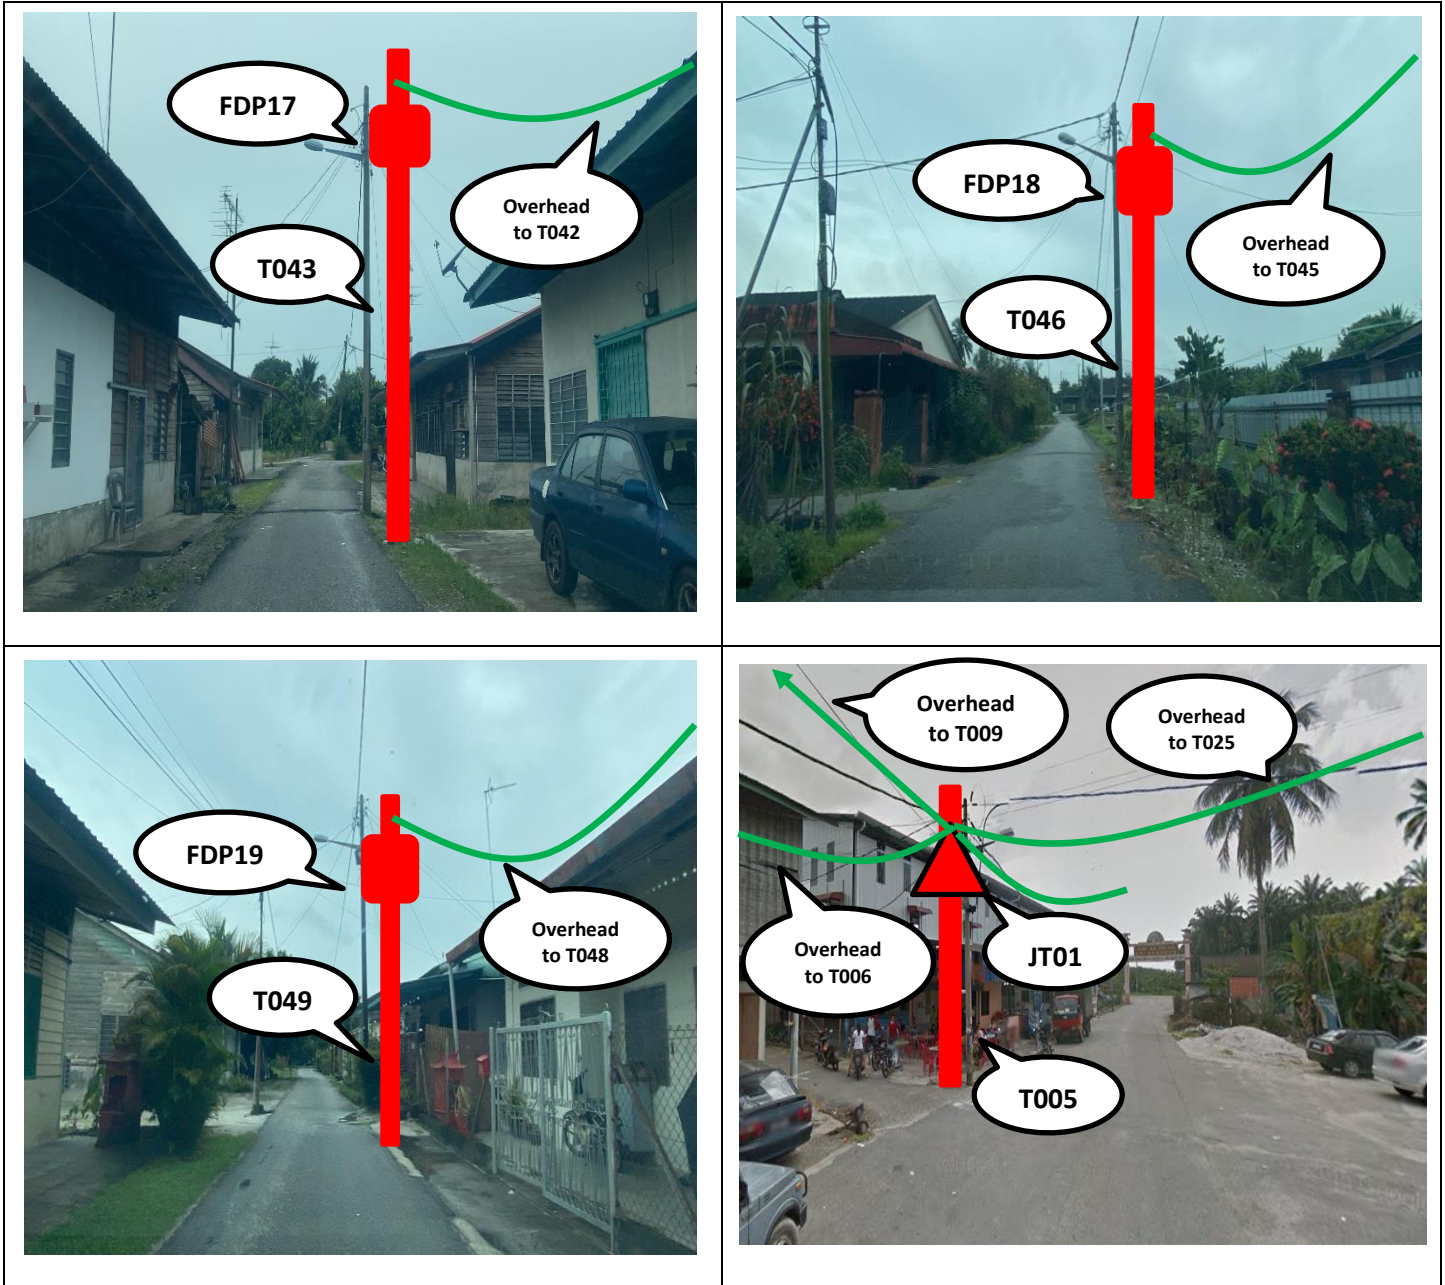 FDP17
Overhead
to T042
T043
FDP18
Overhead
to T045
T046
FDP19
Overhead
to T048
T049
Overhead
to T009
Overhead
to T025
Overhead
to T006
JT01
T005